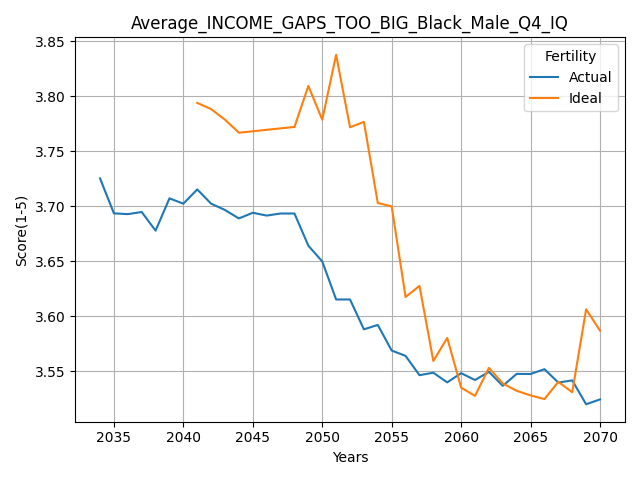 Average_INCOME_GAPS_TOO_BIG_Black_Male_Q4_IQ
3.85
3.80
3.75
3.70
3.65
3.60
3.55
Score(1-5)
Fertility
Actual
Ideal
2035 2040 2045 2050 2055 2060 2065 2070
Years